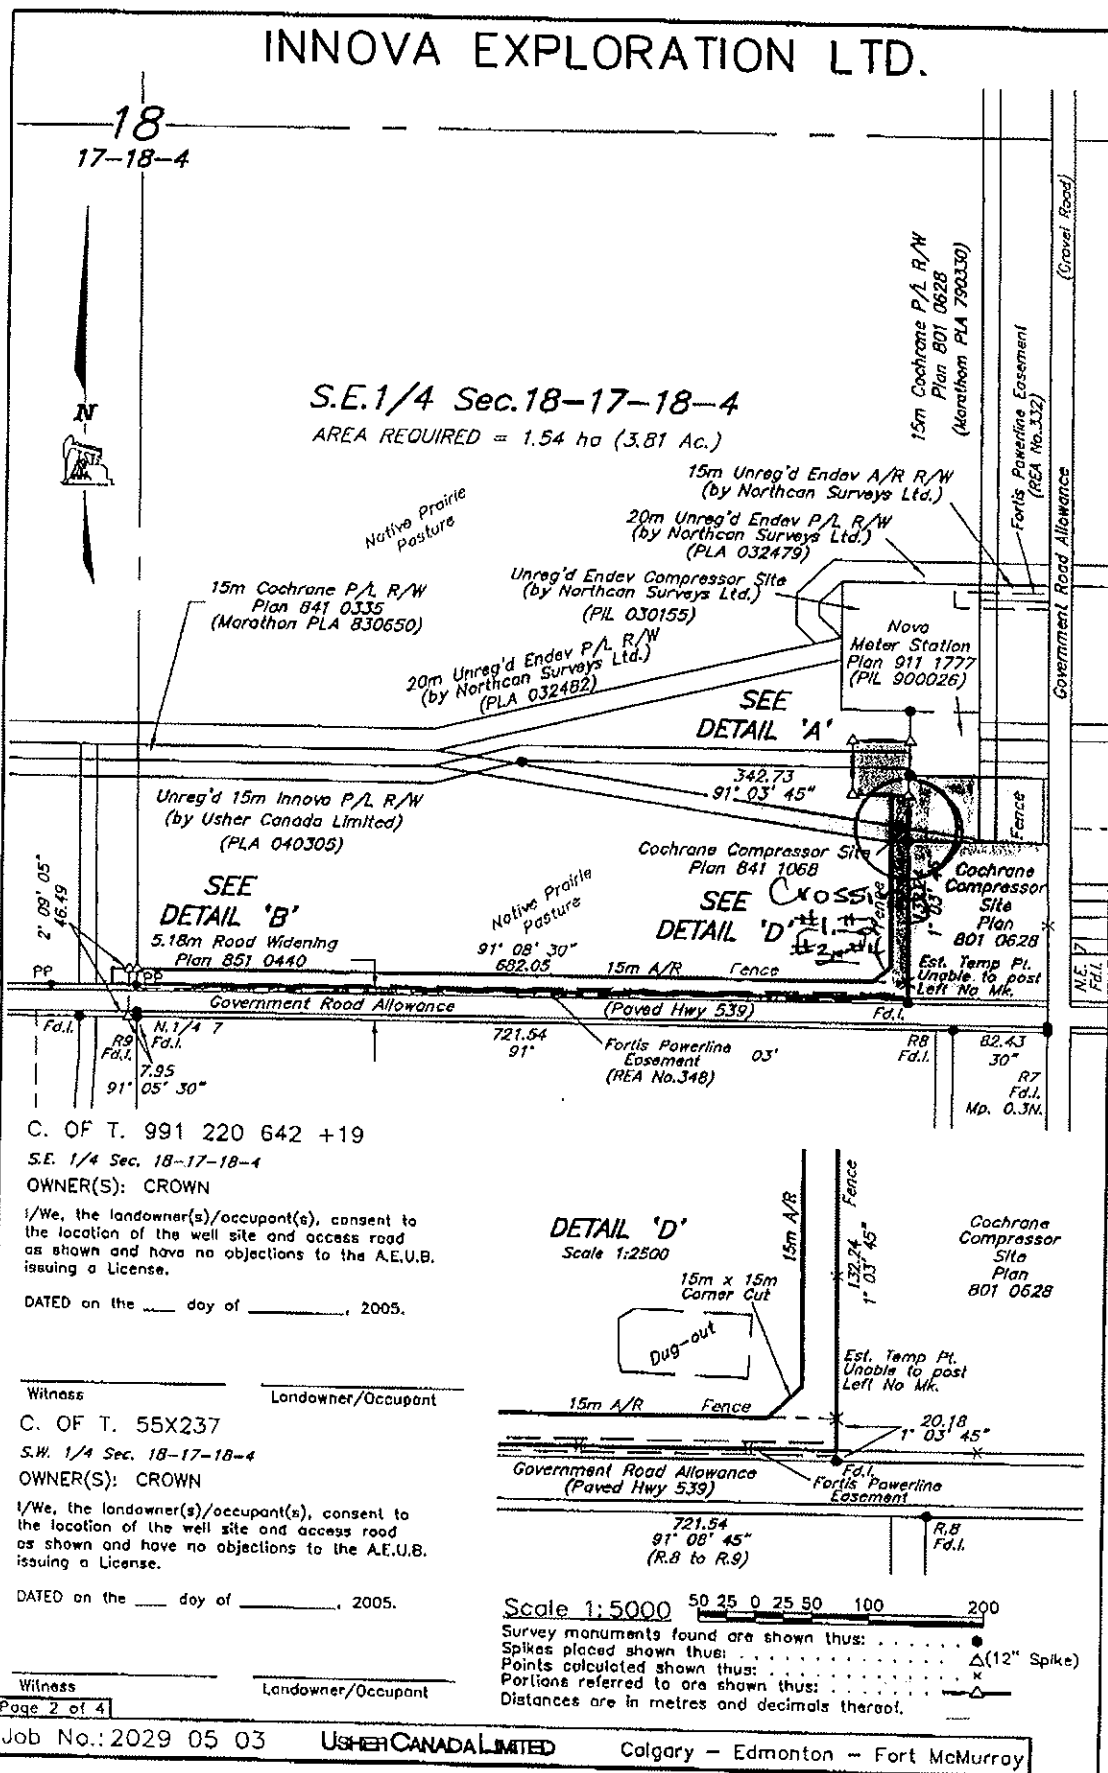 INNOVA EXPLORATION LTD.
18
17-18-4
N
S.E.1/4 Sec.18-17-18-4
AREA REQUIRED = 1.54 ha (3.81 Ac.)
15m Cochrane P/L R/W
Plan 801 0628
(Marathom PLA 790330)
(Gravel Road)
Fortis Powerline Easement
(REA No.332)
Government Road Allowance
Native Prairie
Pasture
15m Unreg'd Endev A/R R/W
(by Northcan Surveys Ltd.)
20m Unreg'd Endev P/L R/W
(by Northcan Surveys Ltd.)
(PLA 032479)
Unreg'd Endev Compressor Site
(by Northcan Surveys Ltd.)
(PIL 030155)
15m Cochrane P/L R/W
Plan 841 0335
(Marathon PLA 830650)
20m Unreg'd Endev P/L R/W
(by Northcan Surveys Ltd.)
(PLA 032482)
Nova
Meter Station
Plan 911 1777
(PIL 900026)
SEE
DETAIL 'A'
342.73
91° 03' 45"
Unreg'd 15m Innova P/L R/W
(by Usher Canada Limited)
(PLA 040305)
Fence
Cochrane Compressor Site
Plan 841 1068
2° 09' 05"
46.49
SEE
DETAIL 'B'
5.18m Road Widening
Plan 851 0440
Native Prairie
Pasture
SEE
DETAIL 'D'
Fence
1° 03' 45"
Cochrane
Compressor
Site
Plan
801 0628
Est. Temp Pt.
Unable to post
Left No Mk.
91° 08' 30"
682.05
15m A/R
Fence
PP
PP
Government Road Allowance
(Paved Hwy 539)
Fd.I.
N.E. 7
Fd.I.
Fd.I.
R9
Fd.I.
N.1/4 7
Fd.I.
7.95
91° 05' 30"
721.54
91°
03'
Fortis Powerline
Easement
(REA No.348)
R8
Fd.I.
82.43
30"
R7
Fd.I.
Mp. 0.3N.
C. OF T. 991 220 642 +19
S.E. 1/4 Sec. 18-17-18-4
OWNER(S): CROWN
I/We, the landowner(s)/occupant(s), consent to
the location of the well site and access road
as shown and have no objections to the A.E.U.B.
issuing a License.
DATED on the ____ day of __________, 2005.
Witness
Landowner/Occupant
C. OF T. 55X237
S.W. 1/4 Sec. 18-17-18-4
OWNER(S): CROWN
I/We, the landowner(s)/occupant(s), consent to
the location of the well site and access road
as shown and have no objections to the A.E.U.B.
issuing a License.
DATED on the ____ day of __________, 2005.
Witness
Landowner/Occupant
DETAIL 'D'
Scale 1:2500
15m A/R
Fence
132.24
1° 03' 45"
Cochrane
Compressor
Site
Plan
801 0628
15m x 15m
Corner Cut
Dug-out
Est. Temp Pt.
Unable to post
Left No Mk.
15m A/R
Fence
20.18
1° 03' 45"
Government Road Allowance
(Paved Hwy 539)
Fd.I.
Fortis Powerline
Easement
721.54
91° 08' 45"
(R.8 to R.9)
R.8
Fd.I.
Scale 1:5000
50 25 0 25 50 100 200
Survey monuments found are shown thus:
Spikes placed shown thus: (12" Spike)
Points calculated shown thus:
Portions referred to are shown thus:
Distances are in metres and decimals thereof.
Page 2 of 4
Job No.: 2029 05 03
USHER CANADA LIMITED
Calgary - Edmonton - Fort McMurray